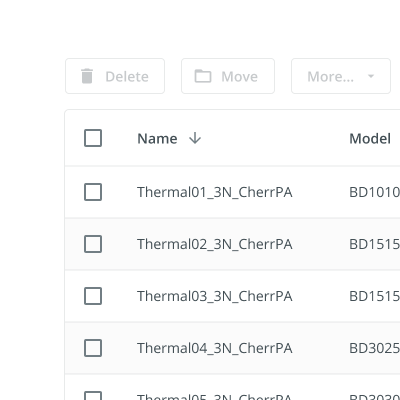 Delete Move More...
Name Model
Thermal01_3N_CherrPA BD1010
Thermal02_3N_CherrPA BD1515
Thermal03_3N_CherrPA BD1515
Thermal04_3N_CherrPA BD3025
Thermal05_3N_CherrPA BD3030